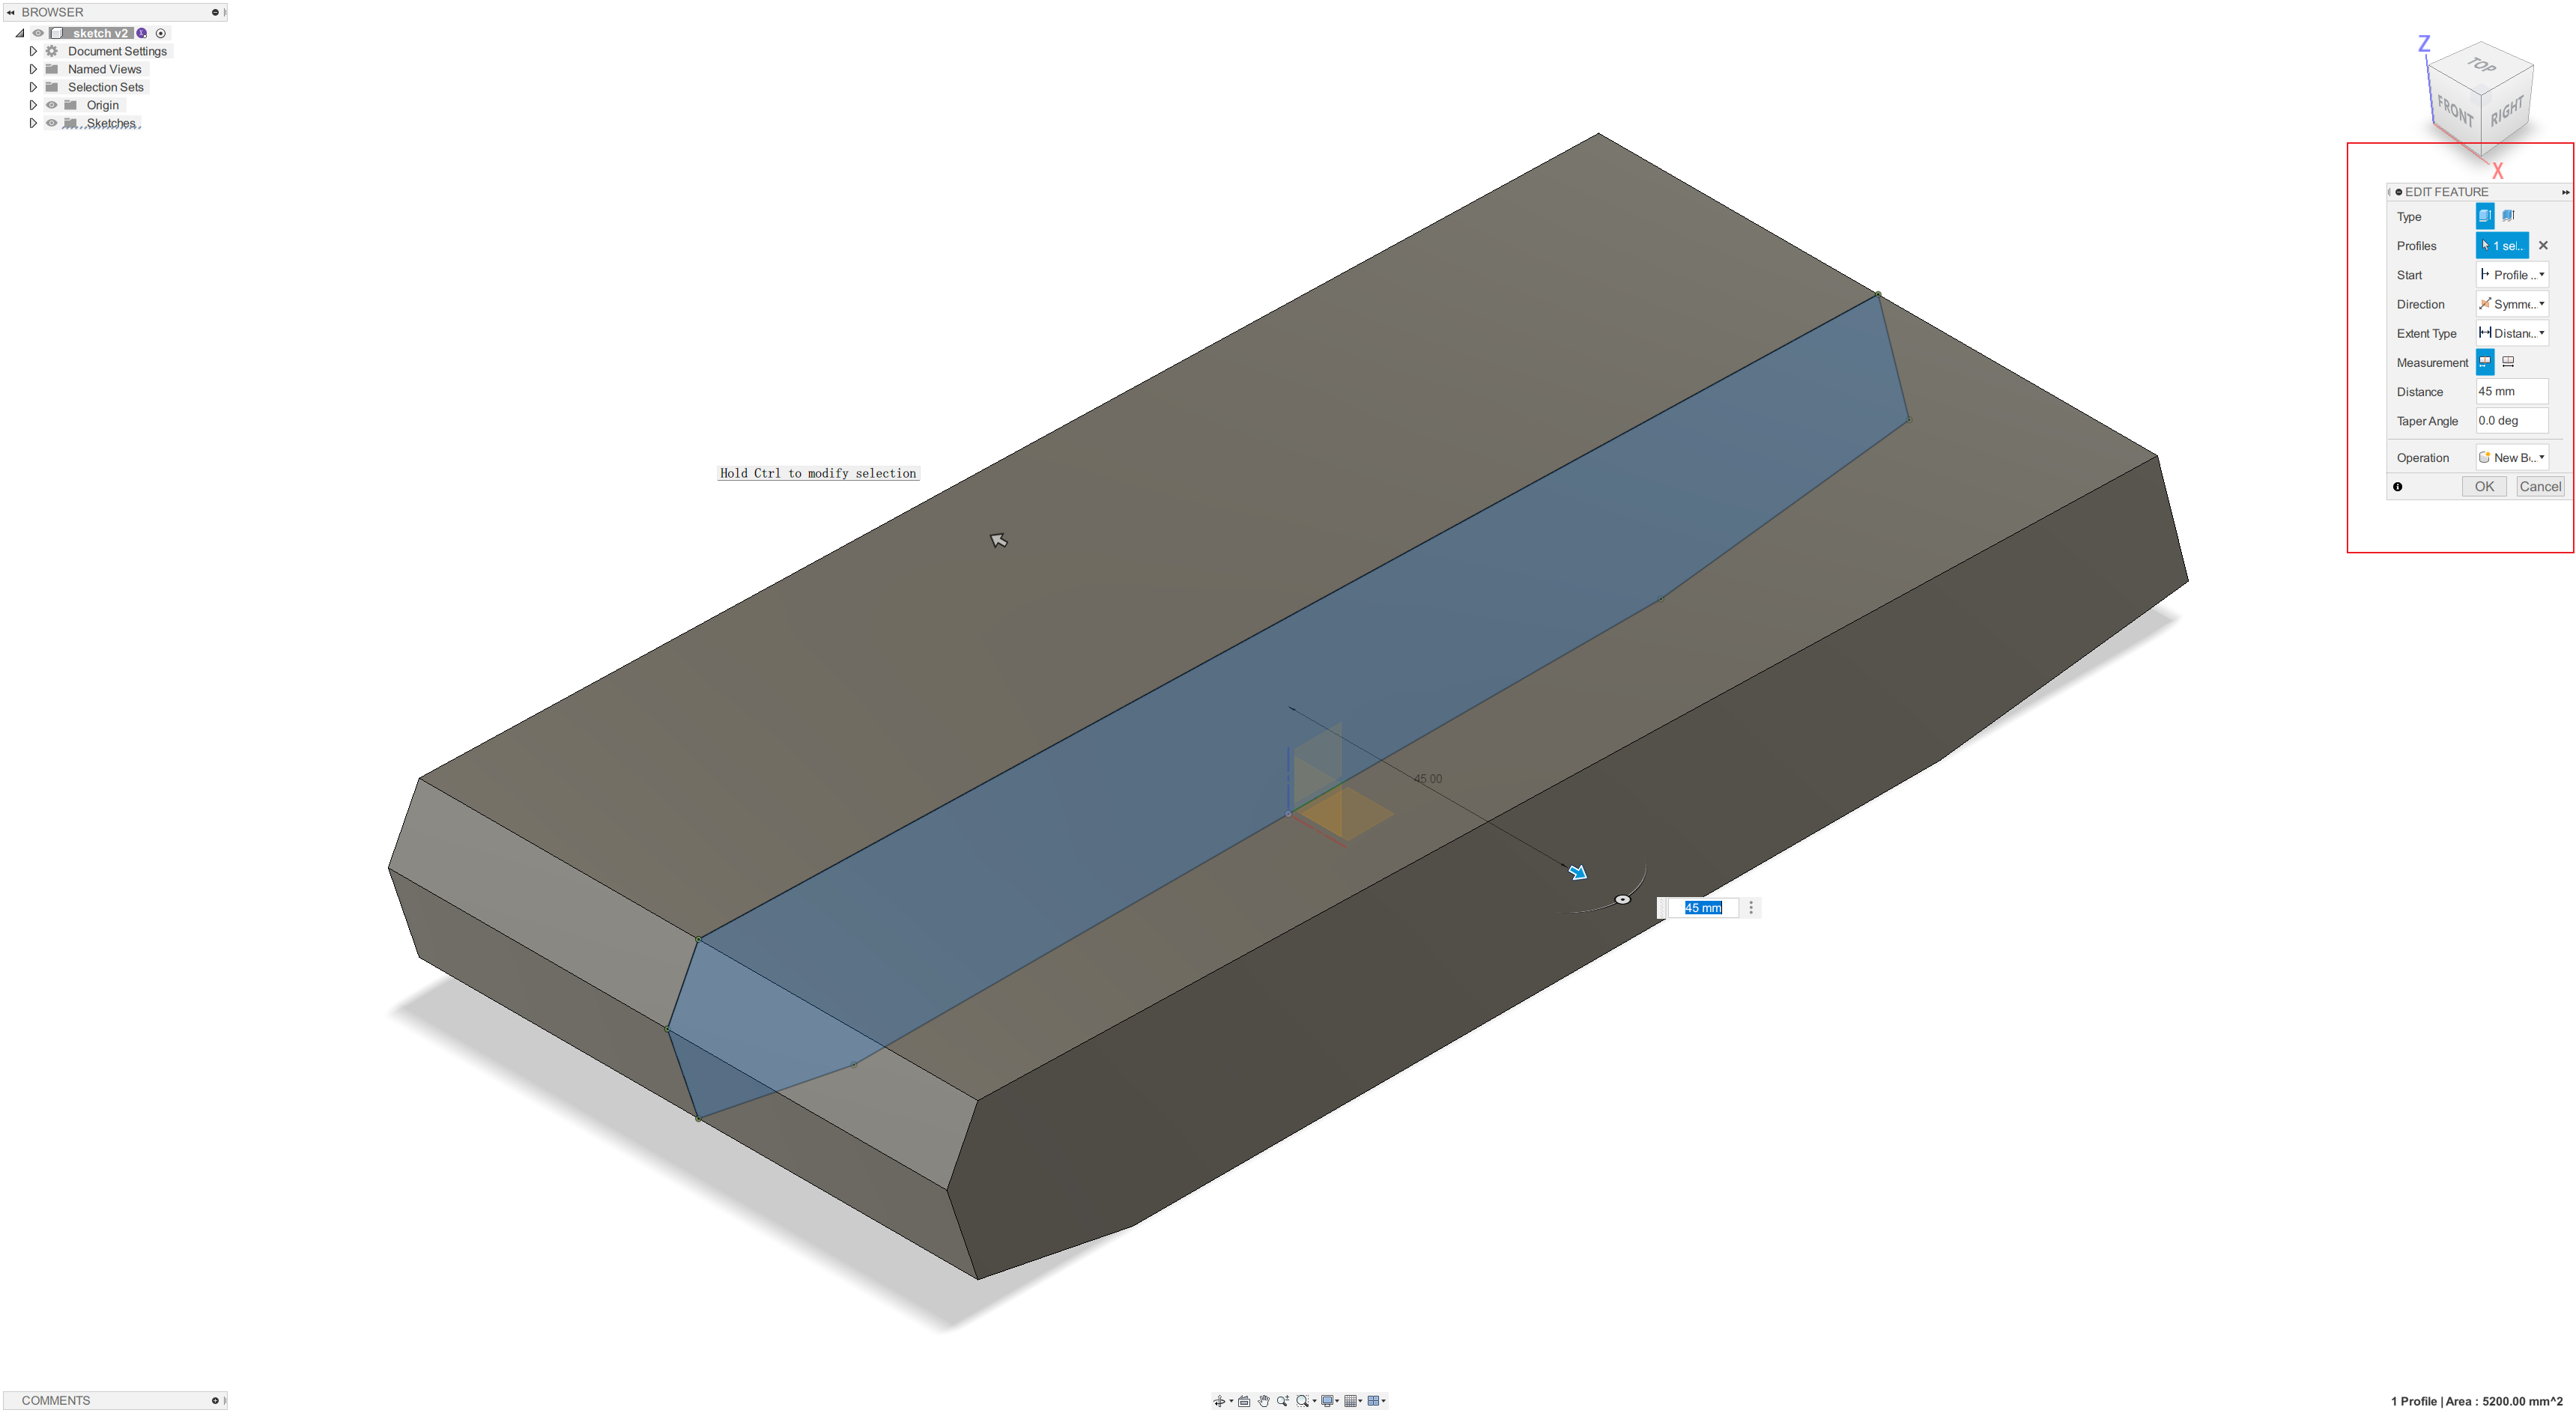 BROWSER
sketch v2
Document Settings
Named Views
Selection Sets
Origin
Sketches
Z
TOP
FRONT
RIGHT
X
EDIT FEATURE
Type
Profiles 1 sel...
Start Profile ...
Direction Symme...
Extent Type Distanc...
Measurement
Distance 45 mm
Taper Angle 0.0 deg
Operation New B...
OK Cancel
Hold Ctrl to modify selection
45.00
45 mm
COMMENTS
1 Profile | Area : 5200.00 mm^2